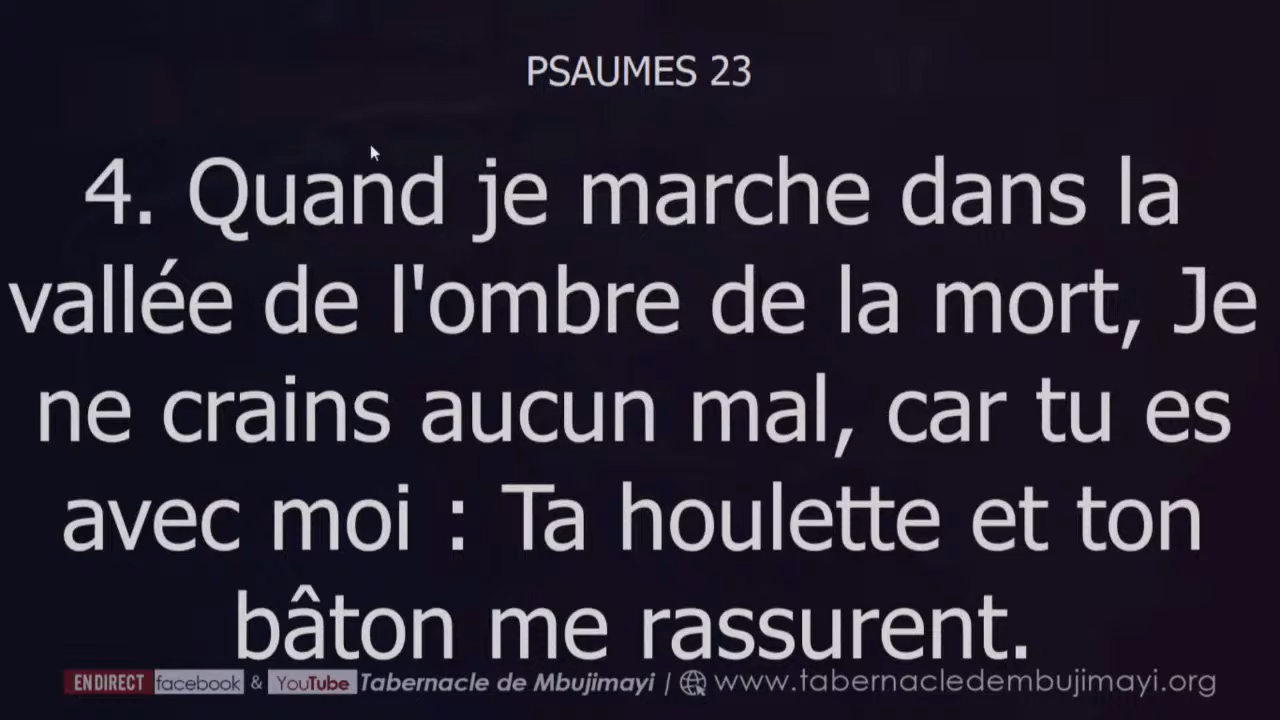 PSAUMES 23
4. Quand je marche dans la
vallée de l'ombre de la mort, Je
ne crains aucun mal, car tu es
avec moi : Ta houlette et ton
bâton me rassurent.
EN DIRECT facebook & YouTube Tabernacle de Mbujimayi | www.tabernacledembujimayi.org